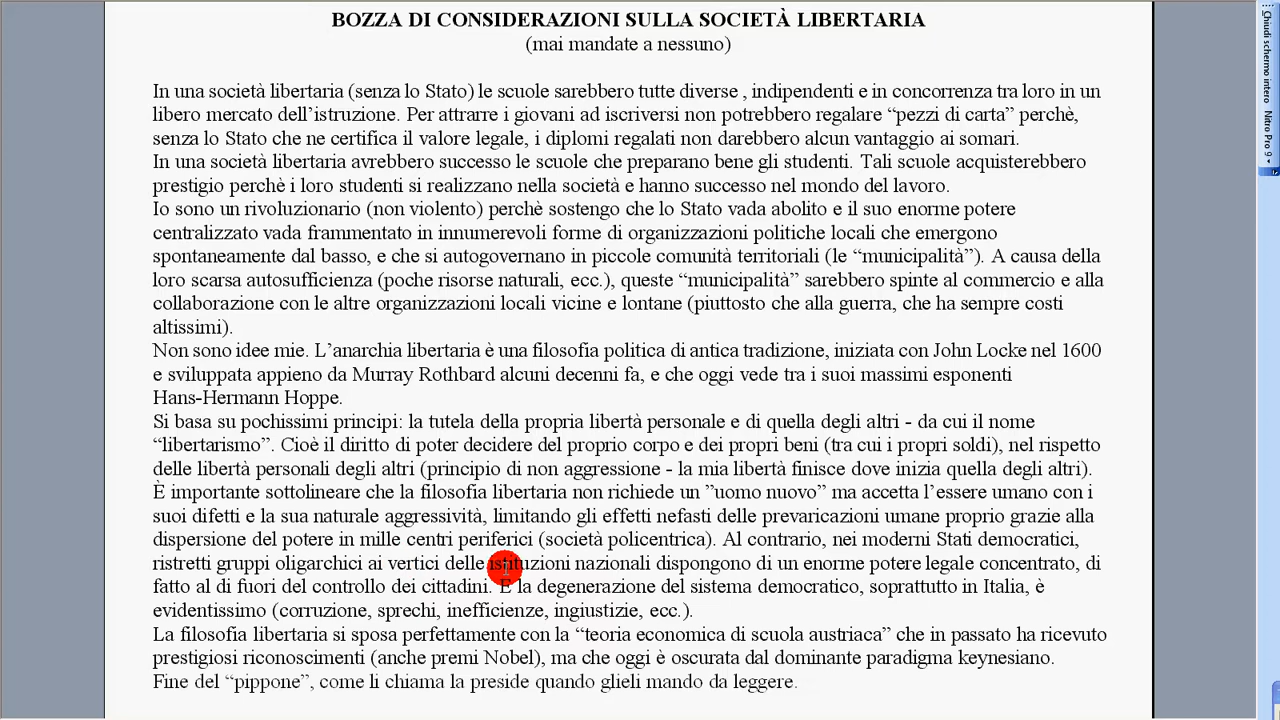 BOZZA DI CONSIDERAZIONI SULLA SOCIETÀ LIBERTARIA
(mai mandate a nessuno)
In una società libertaria (senza lo Stato) le scuole sarebbero tutte diverse , indipendenti e in concorrenza tra loro in un
libero mercato dell’istruzione. Per attrarre i giovani ad iscriversi non potrebbero regalare “pezzi di carta” perchè,
senza lo Stato che ne certifica il valore legale, i diplomi regalati non darebbero alcun vantaggio ai somari.
In una società libertaria avrebbero successo le scuole che preparano bene gli studenti. Tali scuole acquisterebbero
prestigio perchè i loro studenti si realizzano nella società e hanno successo nel mondo del lavoro.
Io sono un rivoluzionario (non violento) perchè sostengo che lo Stato vada abolito e il suo enorme potere
centralizzato vada frammentato in innumerevoli forme di organizzazioni politiche locali che emergono
spontaneamente dal basso, e che si autogovernano in piccole comunità territoriali (le “municipalità”). A causa della
loro scarsa autosufficienza (poche risorse naturali, ecc.), queste “municipalità” sarebbero spinte al commercio e alla
collaborazione con le altre organizzazioni locali vicine e lontane (piuttosto che alla guerra, che ha sempre costi
altissimi).
Non sono idee mie. L’anarchia libertaria è una filosofia politica di antica tradizione, iniziata con John Locke nel 1600
e sviluppata appieno da Murray Rothbard alcuni decenni fa, e che oggi vede tra i suoi massimi esponenti
Hans-Hermann Hoppe.
Si basa su pochissimi principi: la tutela della propria libertà personale e di quella degli altri - da cui il nome
“libertarismo”. Cioè il diritto di poter decidere del proprio corpo e dei propri beni (tra cui i propri soldi), nel rispetto
delle libertà personali degli altri (principio di non aggressione - la mia libertà finisce dove inizia quella degli altri).
È importante sottolineare che la filosofia libertaria non richiede un ”uomo nuovo” ma accetta l’essere umano con i
suoi difetti e la sua naturale aggressività, limitando gli effetti nefasti delle prevaricazioni umane proprio grazie alla
dispersione del potere in mille centri periferici (società policentrica). Al contrario, nei moderni Stati democratici,
ristretti gruppi oligarchici ai vertici delle istituzioni nazionali dispongono di un enorme potere legale concentrato, di
fatto al di fuori del controllo dei cittadini. E la degenerazione del sistema democratico, soprattutto in Italia, è
evidentissimo (corruzione, sprechi, inefficienze, ingiustizie, ecc.).
La filosofia libertaria si sposa perfettamente con la “teoria economica di scuola austriaca” che in passato ha ricevuto
prestigiosi riconoscimenti (anche premi Nobel), ma che oggi è oscurata dal dominante paradigma keynesiano.
Fine del “pippone”, come li chiama la preside quando glieli mando da leggere.
Chiudi schermo intero - Nitro Pro 9